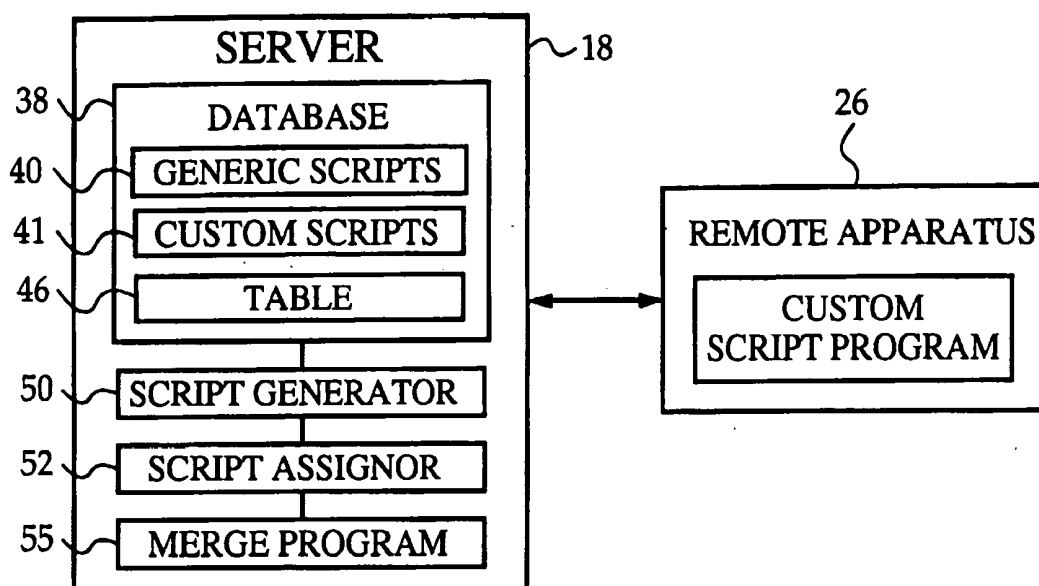 SERVER
18
38
DATABASE
40
GENERIC SCRIPTS
41
CUSTOM SCRIPTS
46
TABLE
50
SCRIPT GENERATOR
52
SCRIPT ASSIGNOR
55
MERGE PROGRAM
26
REMOTE APPARATUS
CUSTOM
SCRIPT PROGRAM